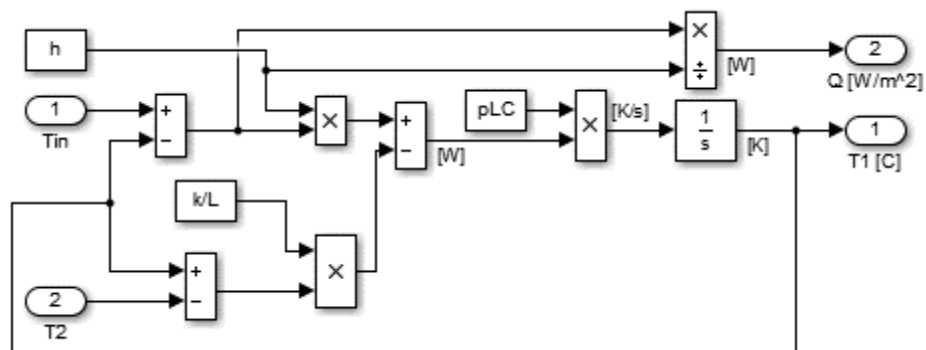 h
×
÷
[W]
2
Q [W/m^2]
1
Tin
+
−
×
+
−
[W]
pLC
×
[K/s]
1
s
[K]
1
T1 [C]
k/L
×
+
−
2
T2